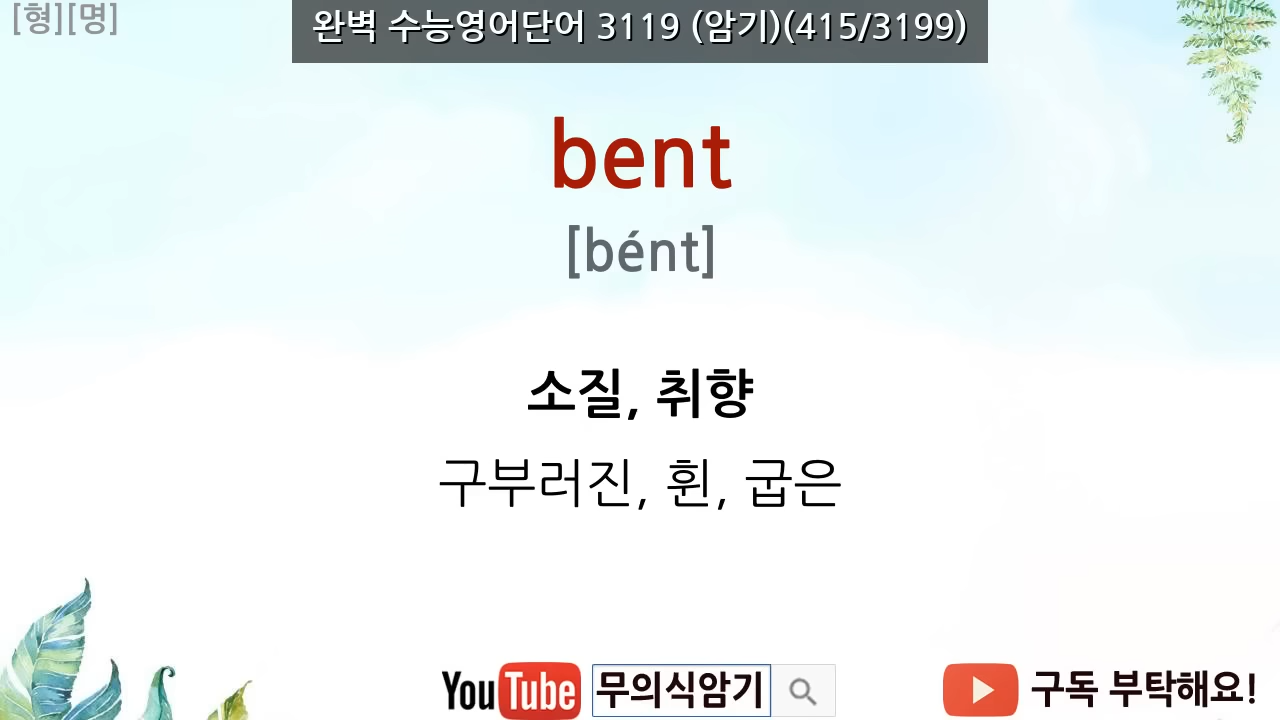 [형][명]
완벽 수능영어단어 3119 (암기)(415/3199)
bent
[bént]
소질, 취향
구부러진, 휜, 굽은
YouTube 무의식암기
구독 부탁해요!